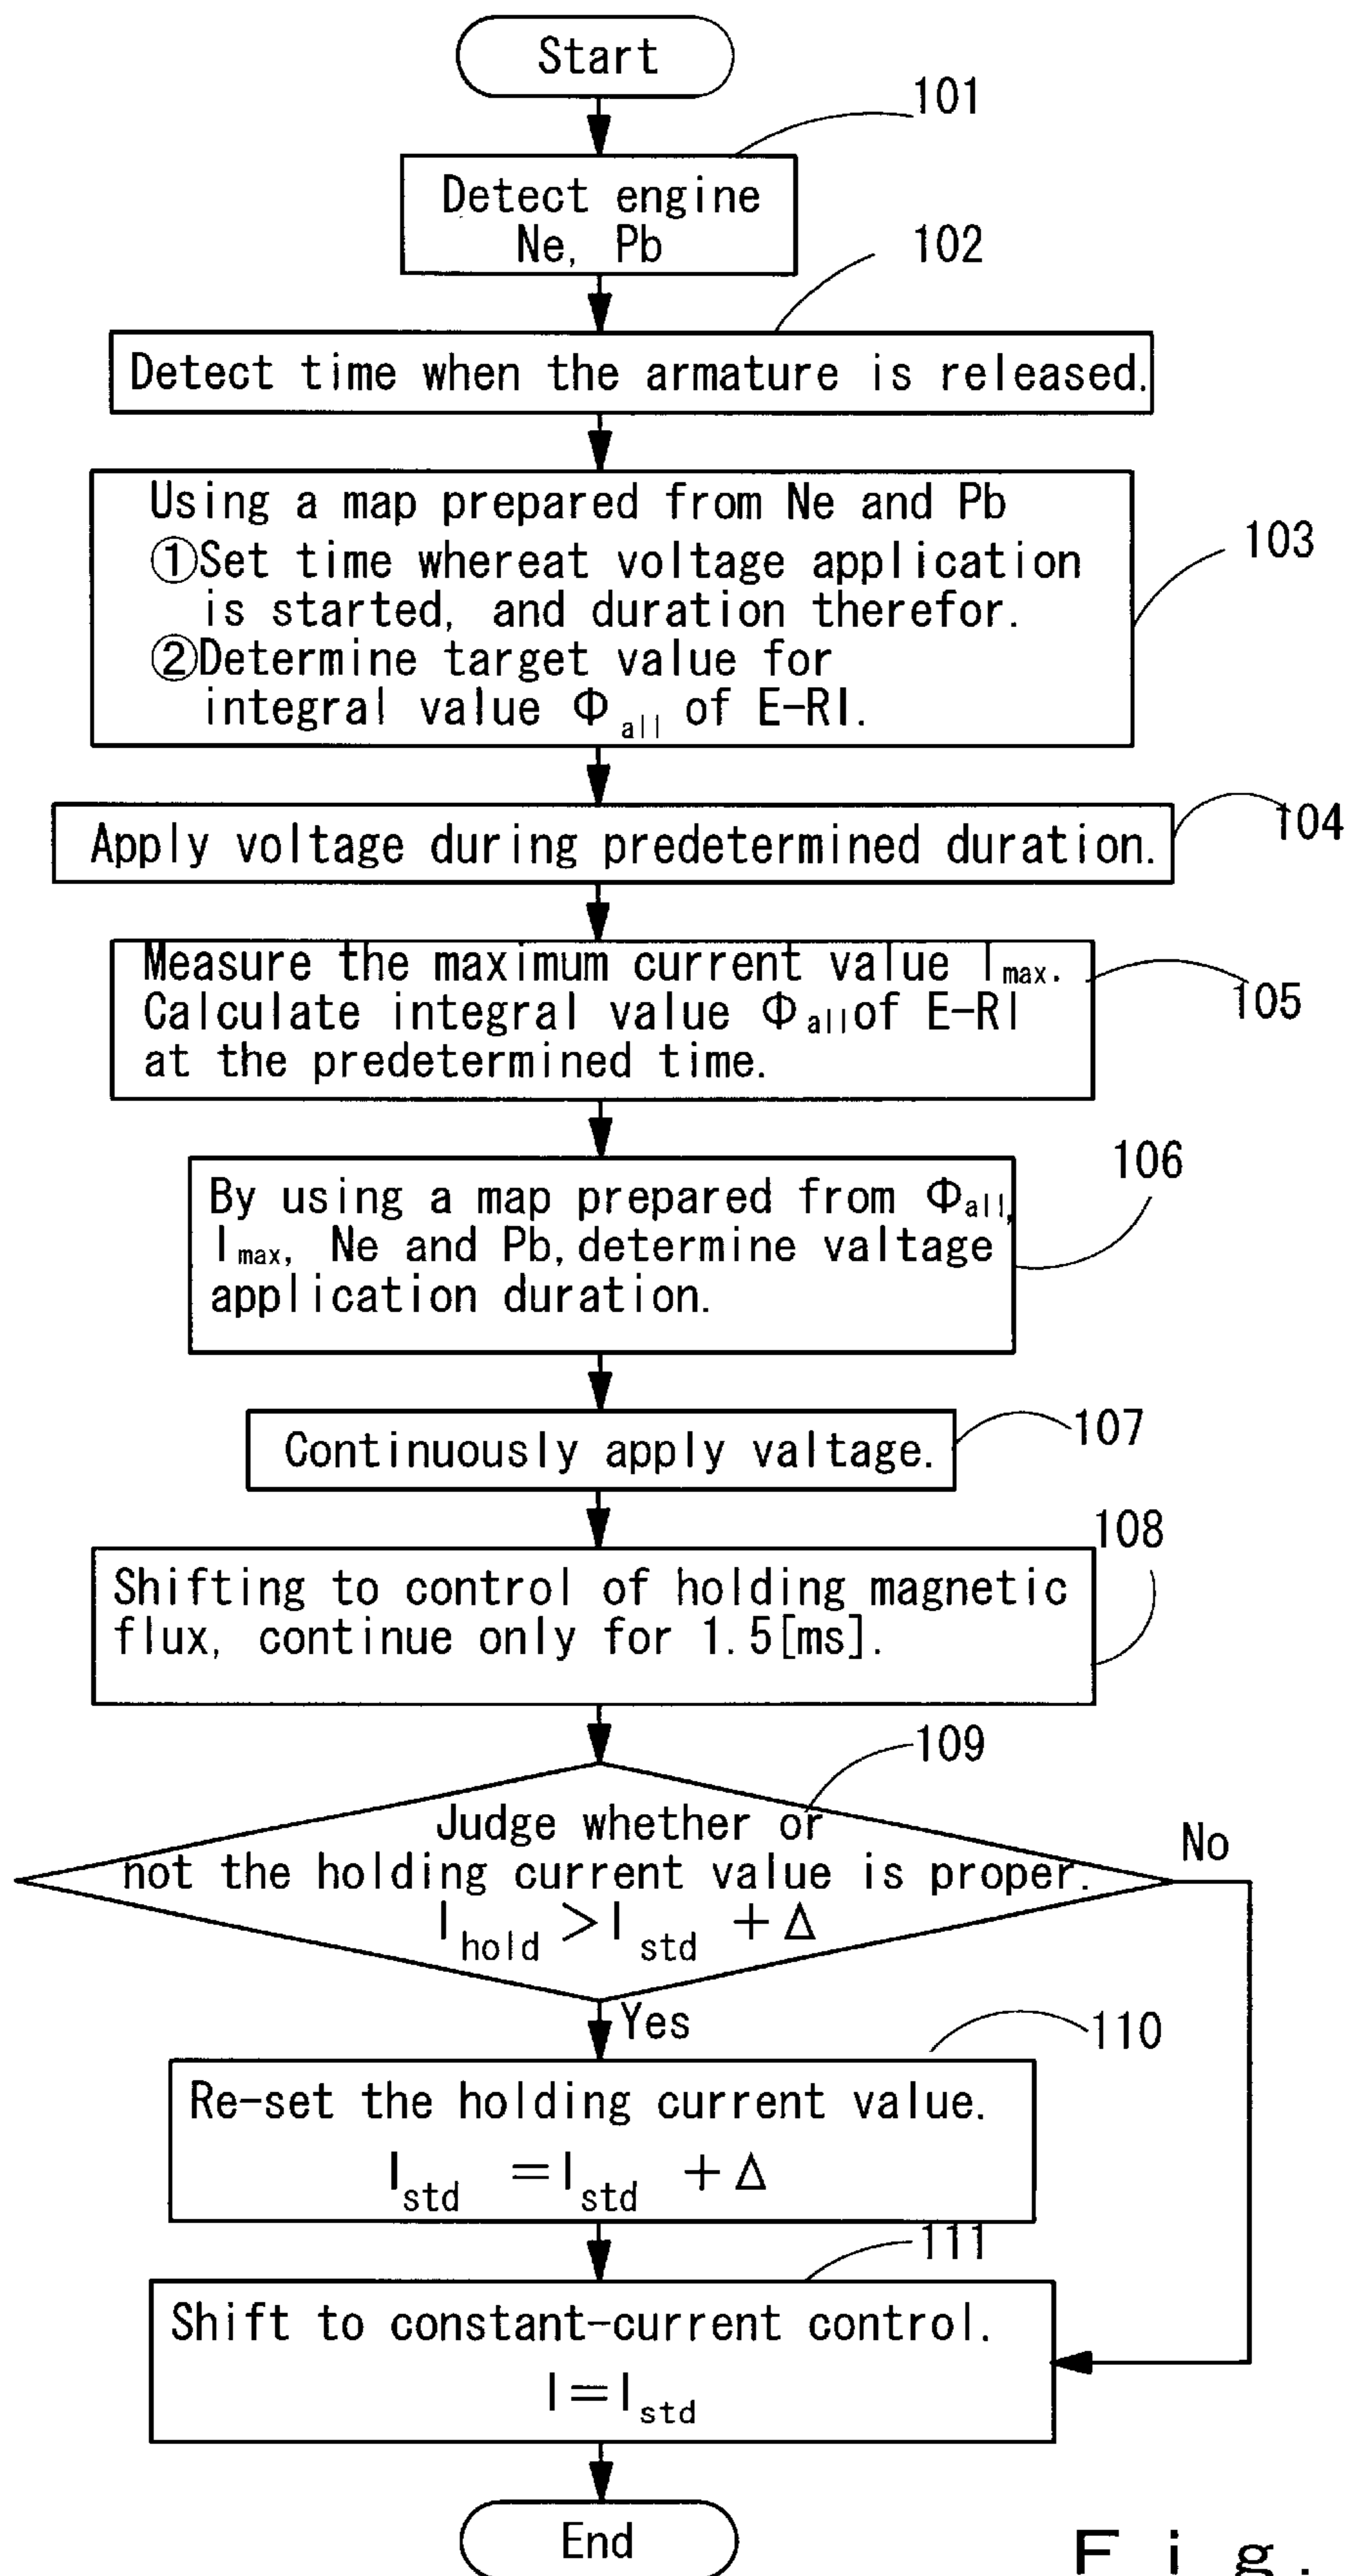 Start
101
Detect engine
Ne, Pb
102
Detect time when the armature is released.
Using a map prepared from Ne and Pb
①Set time whereat voltage application
is started, and duration therefor.
②Determine target value for
integral value Φall of E-RI.
103
Apply voltage during predetermined duration.
104
Measure the maximum current value Imax.
Calculate integral value Φall of E-RI
at the predetermined time.
105
106
By using a map prepared from Φall,
Imax, Ne and Pb, determine valtage
application duration.
107
Continuously apply valtage.
108
Shifting to control of holding magnetic
flux, continue only for 1.5[ms].
109
Judge whether or
not the holding current value is proper.
Ihold >Istd +Δ
No
Yes
110
Re-set the holding current value.
Istd =Istd +Δ
111
Shift to constant-current control.
I=Istd
End
Fig.